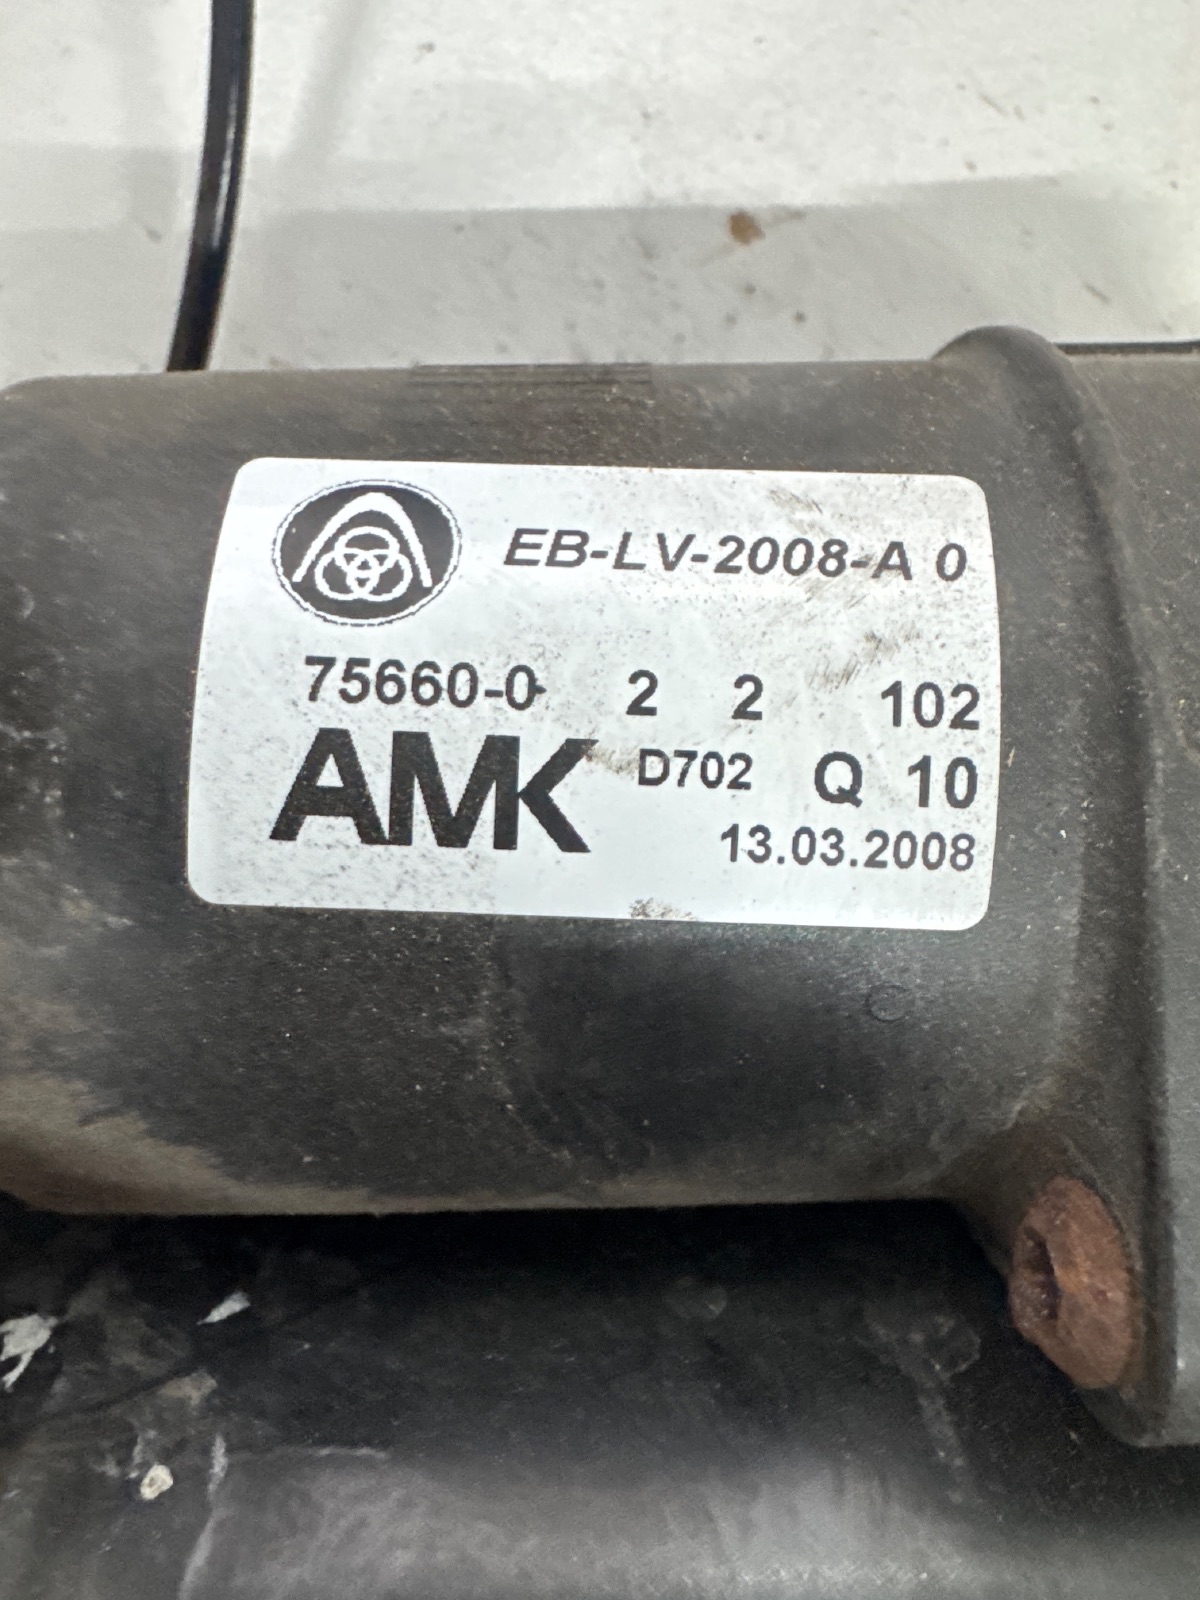 EB-LV-2008-A 0
75660-0 2 2 102
AMK D702 Q 10
13.03.2008